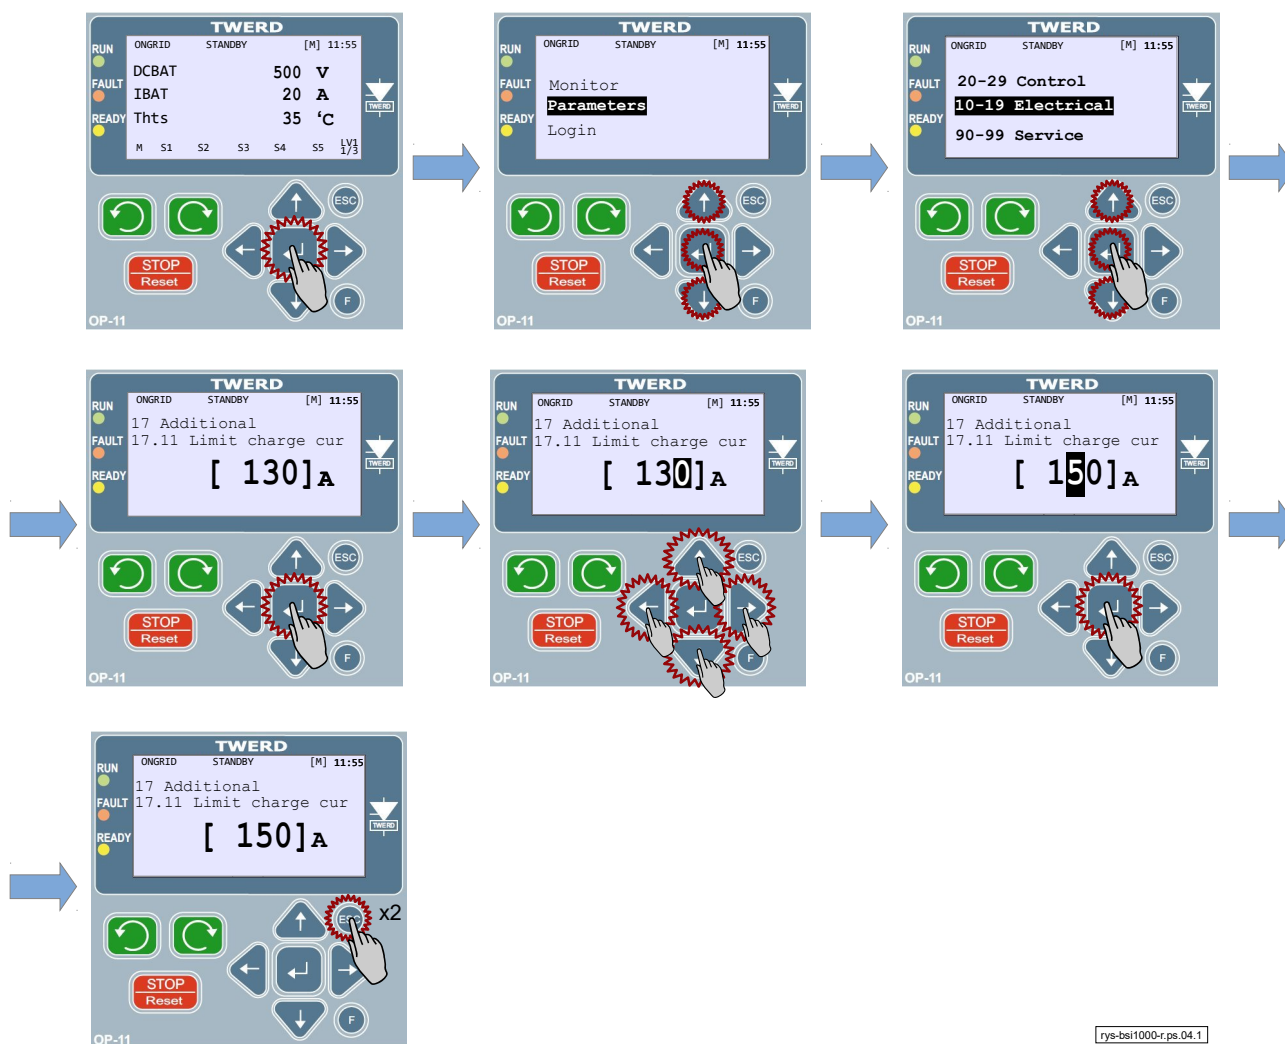 TWERD
RUN
FAULT
READY
ONGRID STANDBY [M] 11:55
DCBAT 500 V
IBAT 20 A
Thts 35 °C
M S1 S2 S3 S4 S5 LV1 1/3
TWERD
ESC
STOP
Reset
F
OP-11
TWERD
RUN
FAULT
READY
ONGRID STANDBY [M] 11:55
Monitor
Parameters
Login
TWERD
ESC
STOP
Reset
F
OP-11
TWERD
RUN
FAULT
READY
ONGRID STANDBY [M] 11:55
20-29 Control
10-19 Electrical
90-99 Service
TWERD
ESC
STOP
Reset
F
OP-11
TWERD
RUN
FAULT
READY
ONGRID STANDBY [M] 11:55
17 Additional
17.11 Limit charge cur
[ 130]A
TWERD
ESC
STOP
Reset
F
OP-11
TWERD
RUN
FAULT
READY
ONGRID STANDBY [M] 11:55
17 Additional
17.11 Limit charge cur
[ 130]A
TWERD
ESC
STOP
Reset
F
OP-11
TWERD
RUN
FAULT
READY
ONGRID STANDBY [M] 11:55
17 Additional
17.11 Limit charge cur
[ 150]A
TWERD
ESC
STOP
Reset
F
OP-11
TWERD
RUN
FAULT
READY
ONGRID STANDBY [M] 11:55
17 Additional
17.11 Limit charge cur
[ 150]A
TWERD
ESC x2
STOP
Reset
F
OP-11
rys-bsi1000-r.ps.04.1